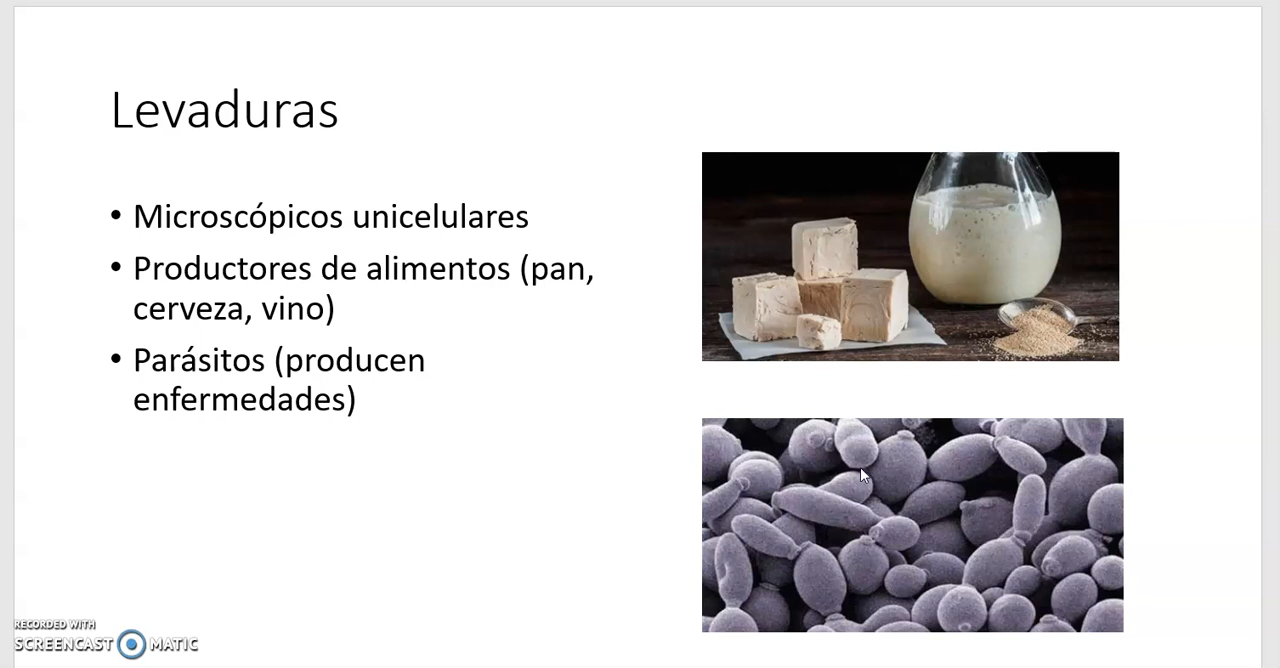 Levaduras
• Microscópicos unicelulares
• Productores de alimentos (pan,
cerveza, vino)
• Parásitos (producen
enfermedades)
RECORDED WITH
SCREENCAST MATIC